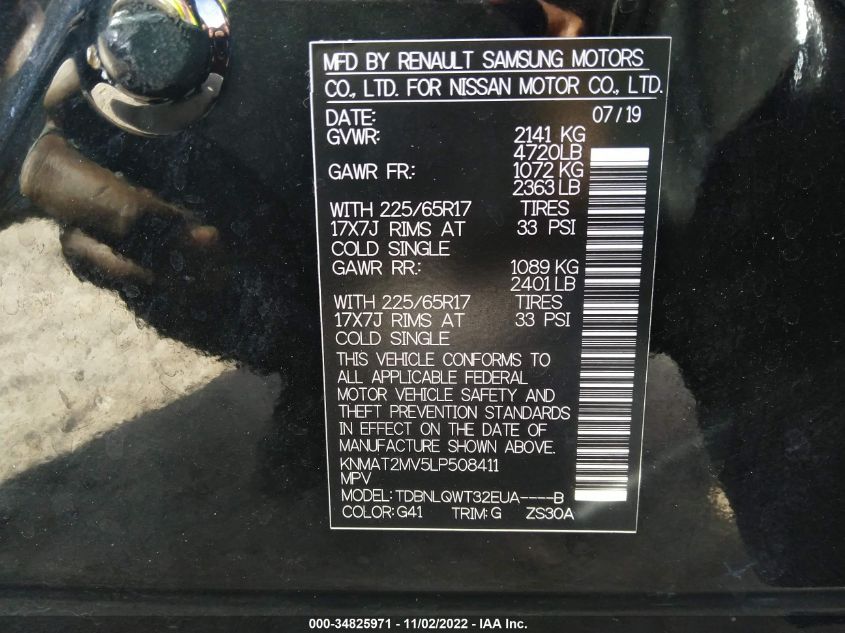 MFD BY RENAULT SAMSUNG MOTORS
CO., LTD. FOR NISSAN MOTOR CO., LTD.
DATE: 07/19
GVWR: 2141 KG
4720LB
GAWR FR.: 1072 KG
2363 LB
WITH 225/65R17 TIRES
17X7J RIMS AT 33 PSI
COLD SINGLE
GAWR RR.: 1089 KG
2401 LB
WITH 225/65R17 TIRES
17X7J RIMS AT 33 PSI
COLD SINGLE
THIS VEHICLE CONFORMS TO
ALL APPLICABLE FEDERAL
MOTOR VEHICLE SAFETY AND
THEFT PREVENTION STANDARDS
IN EFFECT ON THE DATE OF
MANUFACTURE SHOWN ABOVE.
KNMAT2MV5LP508411
MPV
MODEL: TDBNLQWT32EUA----B
COLOR: G41 TRIM: G ZS30A
000-34825971 - 11/02/2022 - IAA Inc.